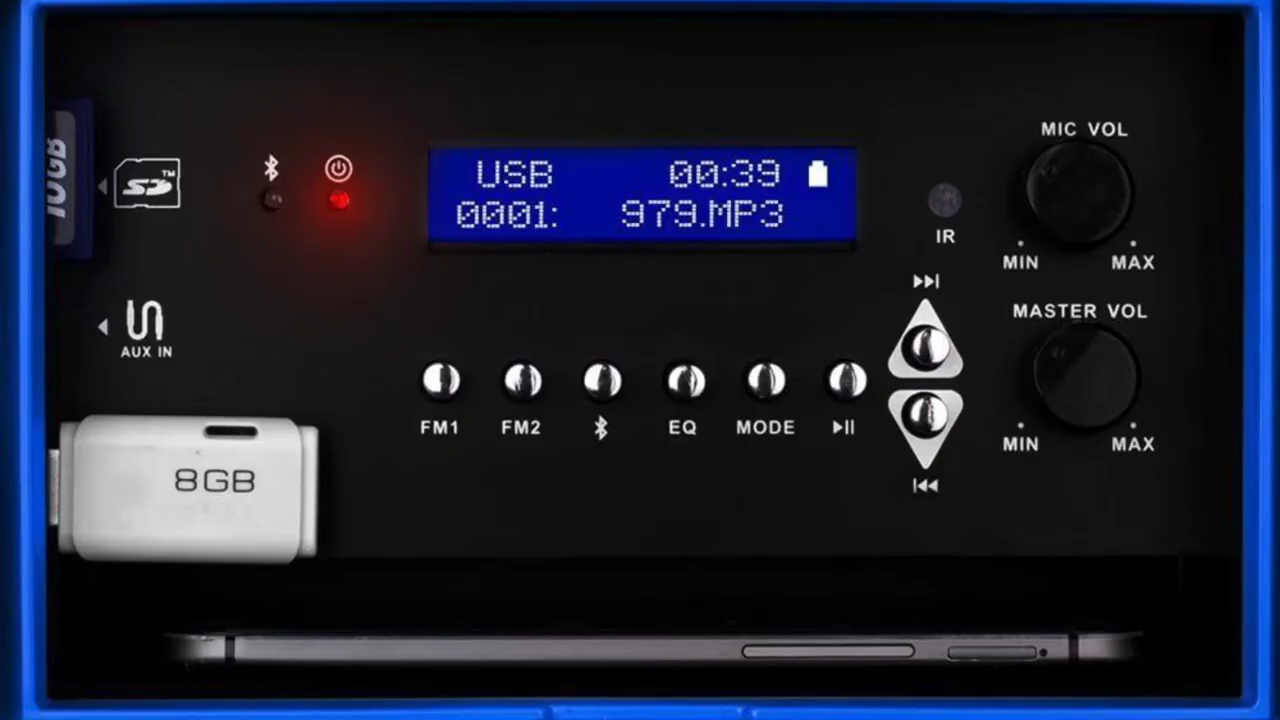 MIC VOL
USB 00:39
0001: 979.MP3
SD™
IR
MIN MAX
MASTER VOL
AUX IN
FM1 FM2 EQ MODE
MIN MAX
8GB